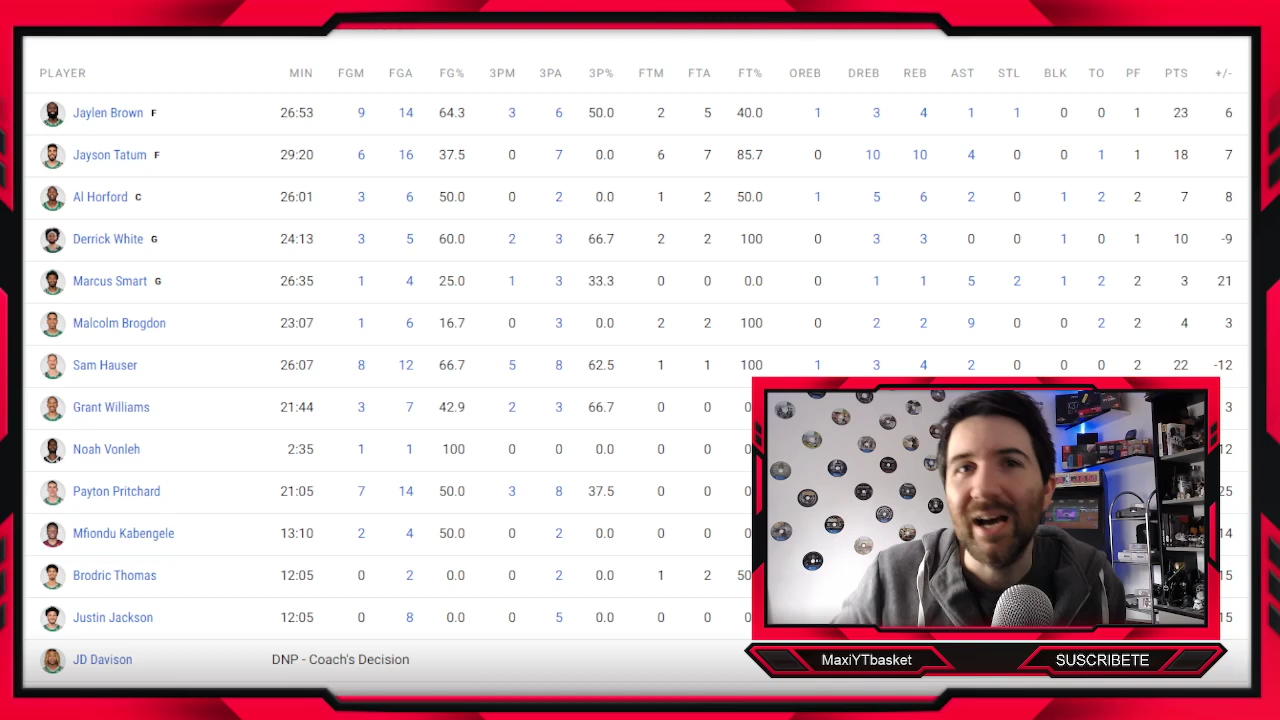 PLAYER MIN FGM FGA FG% 3PM 3PA 3P% FTM FTA FT% OREB DREB REB AST STL BLK TO PF PTS +/-
Jaylen Brown F 26:53 9 14 64.3 3 6 50.0 2 5 40.0 1 3 4 1 1 0 0 1 23 6
Jayson Tatum F 29:20 6 16 37.5 0 7 0.0 6 7 85.7 0 10 10 4 0 0 1 1 18 7
Al Horford C 26:01 3 6 50.0 0 2 0.0 1 2 50.0 1 5 6 2 0 1 2 2 7 8
Derrick White G 24:13 3 5 60.0 2 3 66.7 2 2 100 0 3 3 0 0 1 0 1 10 -9
Marcus Smart G 26:35 1 4 25.0 1 3 33.3 0 0 0.0 0 1 1 5 2 1 2 2 3 21
Malcolm Brogdon 23:07 1 6 16.7 0 3 0.0 2 2 100 0 2 2 9 0 0 2 2 4 3
Sam Hauser 26:07 8 12 66.7 5 8 62.5 1 1 100 1 3 4 2 0 0 0 2 22 -12
Grant Williams 21:44 3 7 42.9 2 3 66.7 0 0 3
Noah Vonleh 2:35 1 1 100 0 0 0.0 0 0
Payton Pritchard 21:05 7 14 50.0 3 8 37.5 0 0
Mfiondu Kabengele 13:10 2 4 50.0 0 2 0.0 0 0
Brodric Thomas 12:05 0 2 0.0 0 2 0.0 1 2
Justin Jackson 12:05 0 8 0.0 0 5 0.0 0 0
JD Davison DNP - Coach's Decision
MaxiYTbasket
SUSCRIBETE